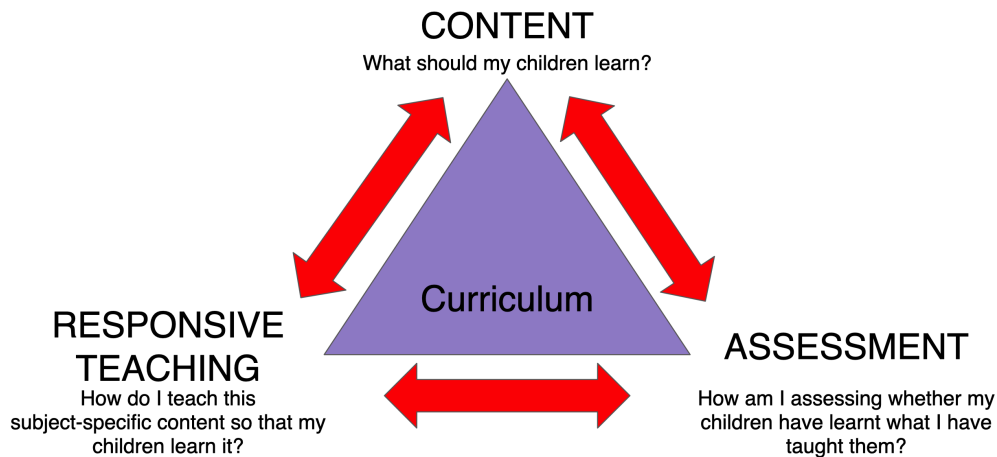 CONTENT
What should my children learn?
Curriculum
RESPONSIVE
TEACHING
How do I teach this
subject-specific content so that my
children learn it?
ASSESSMENT
How am I assessing whether my
children have learnt what I have
taught them?